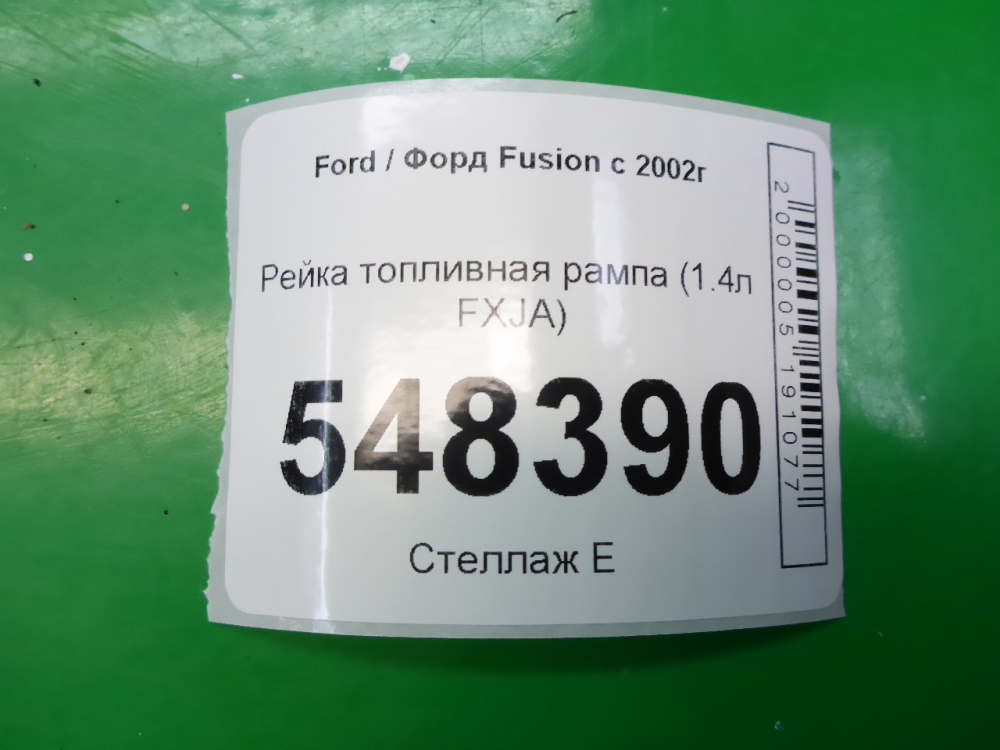 Ford / Форд Fusion с 2002г
Рейка топливная рампа (1.4л
FXJA)
548390
Стеллаж Е
2000005191077